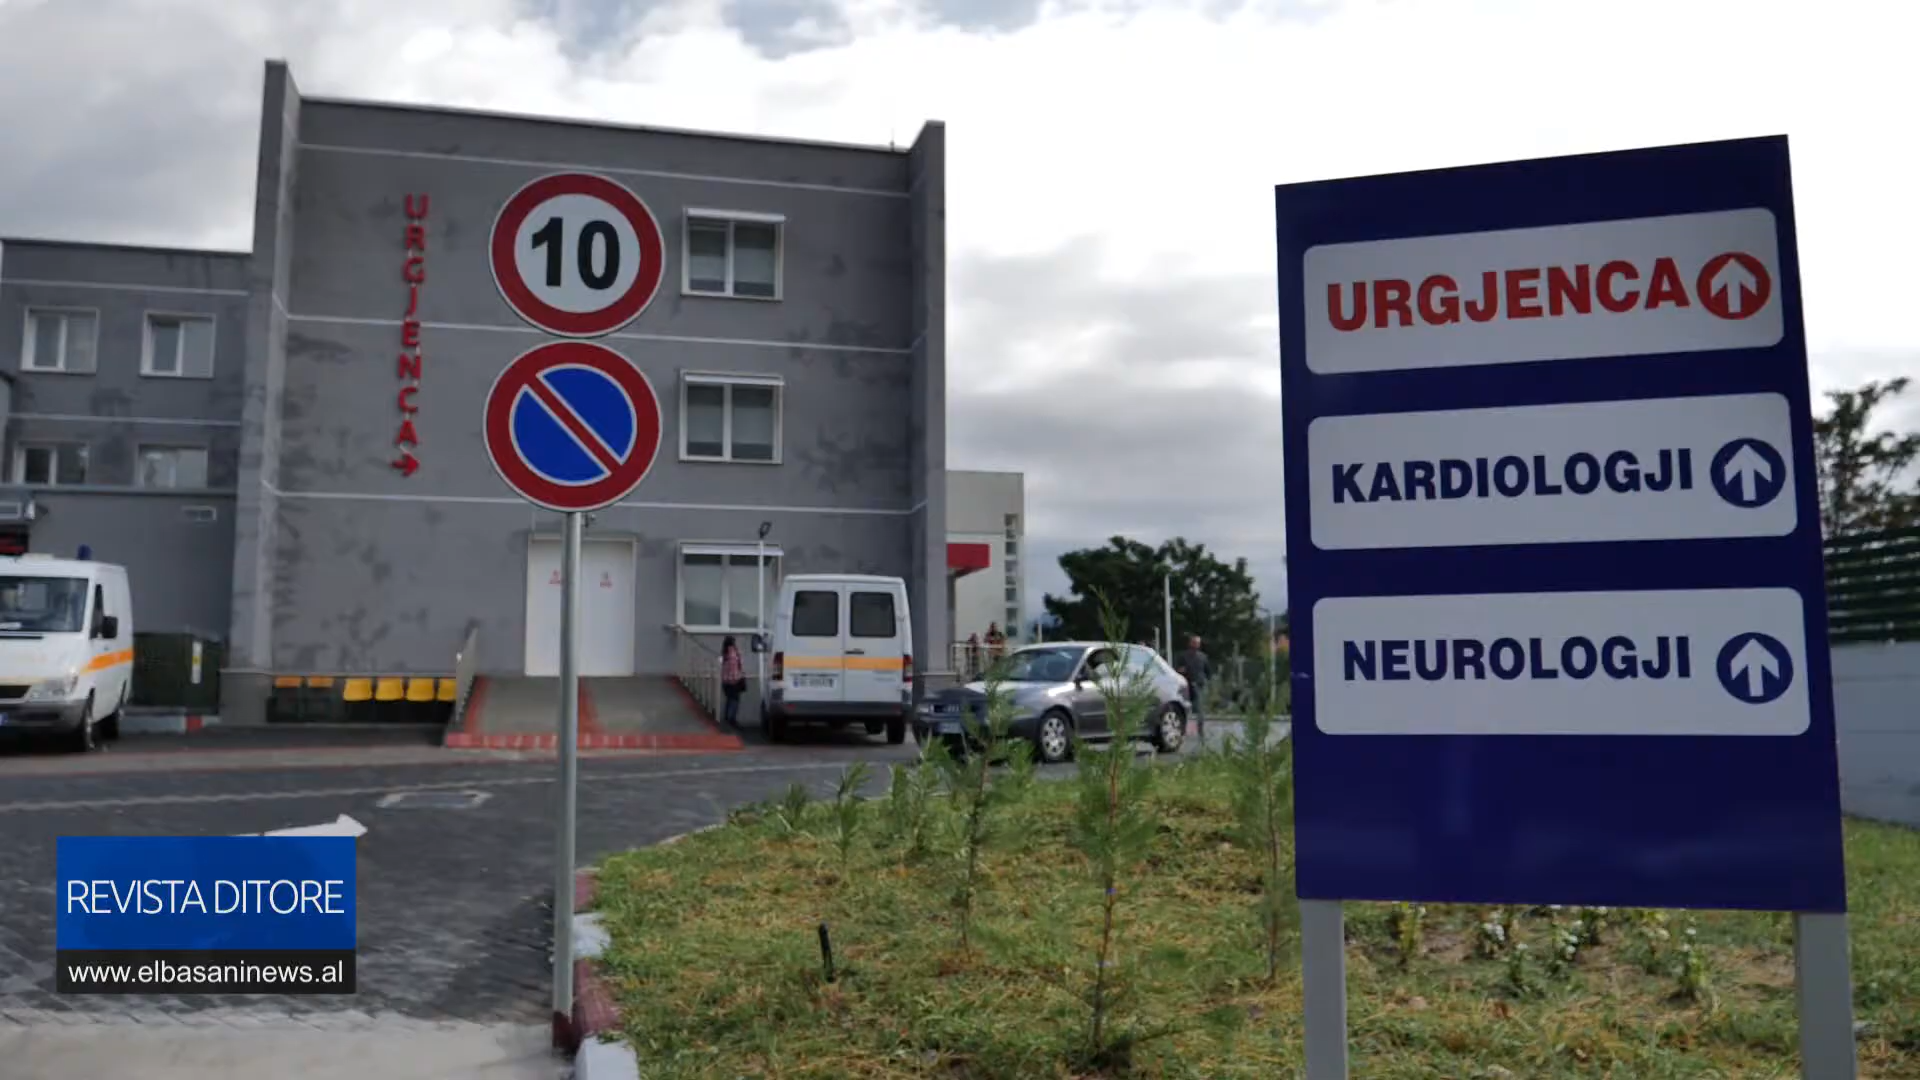 URGJENCA
10
URGJENCA
KARDIOLOGJI
NEUROLOGJI
REVISTA DITORE
www.elbasaninews.al